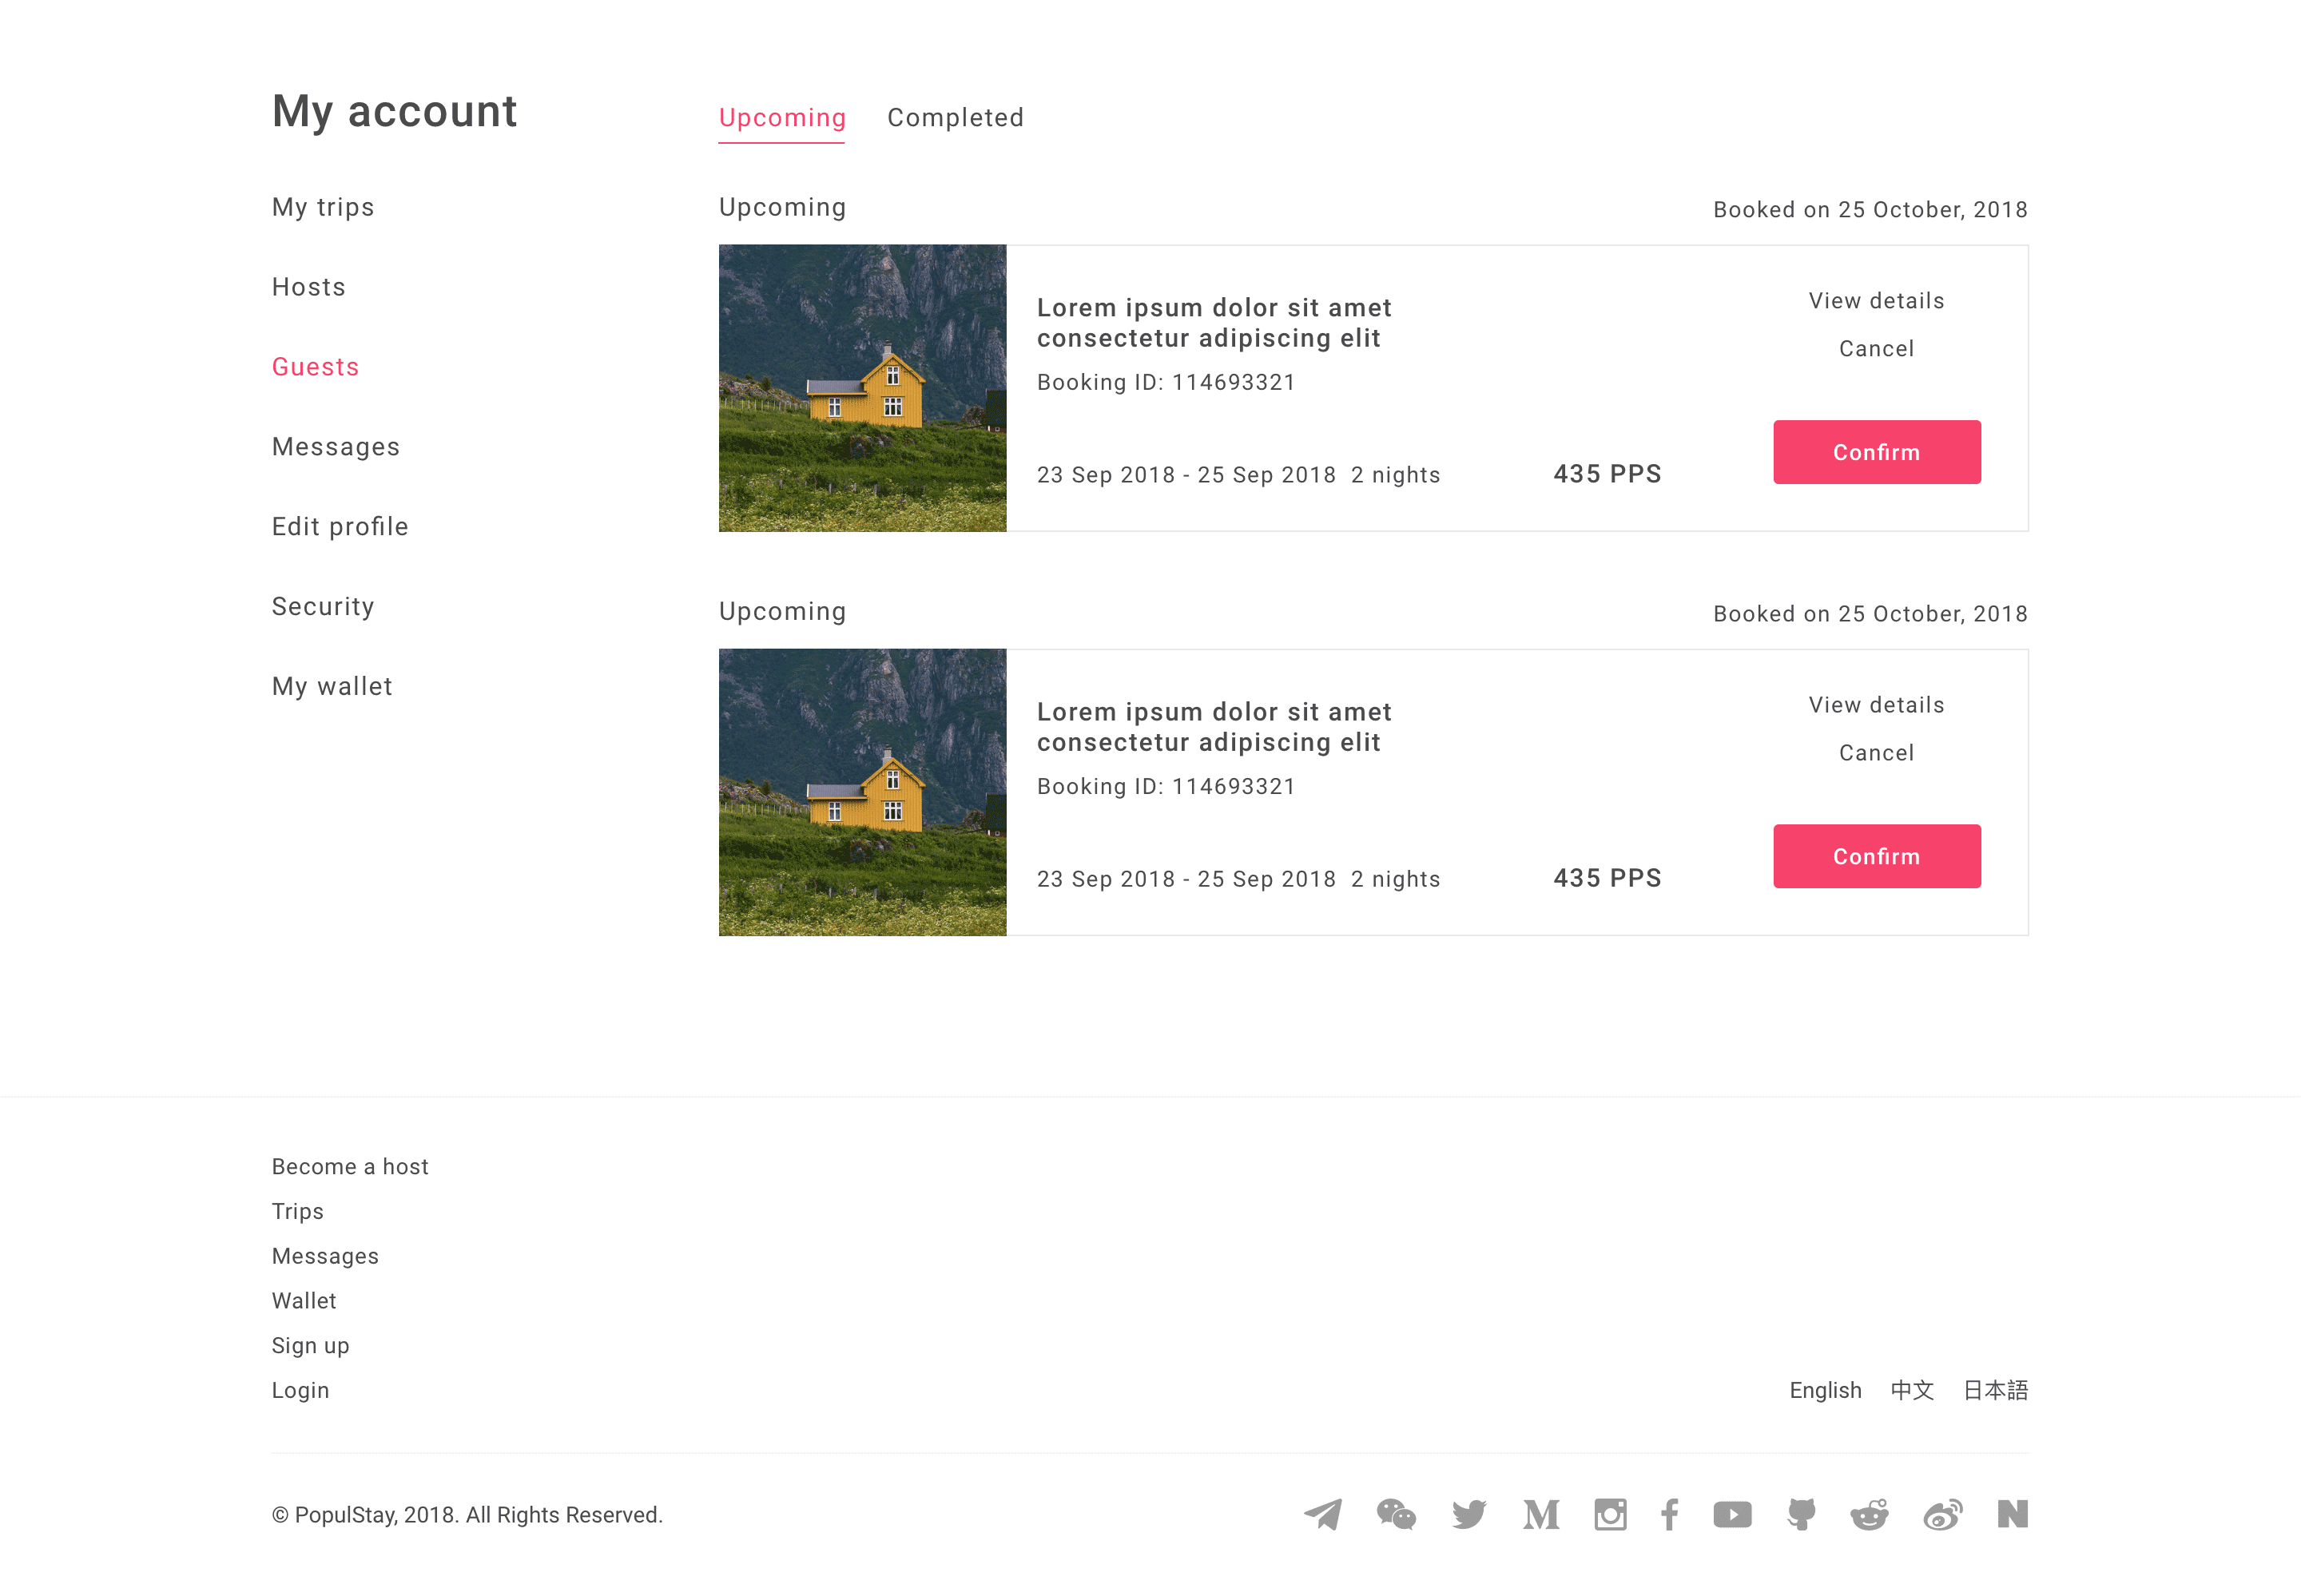 My account
Upcoming Completed
My trips
Hosts
Guests
Messages
Edit profile
Security
My wallet
Upcoming
Booked on 25 October, 2018
Lorem ipsum dolor sit amet
consectetur adipiscing elit
Booking ID: 114693321
23 Sep 2018 - 25 Sep 2018 2 nights
435 PPS
View details
Cancel
Confirm
Upcoming
Booked on 25 October, 2018
Lorem ipsum dolor sit amet
consectetur adipiscing elit
Booking ID: 114693321
23 Sep 2018 - 25 Sep 2018 2 nights
435 PPS
View details
Cancel
Confirm
Become a host
Trips
Messages
Wallet
Sign up
Login
English 中文 日本語
© PopulStay, 2018. All Rights Reserved.